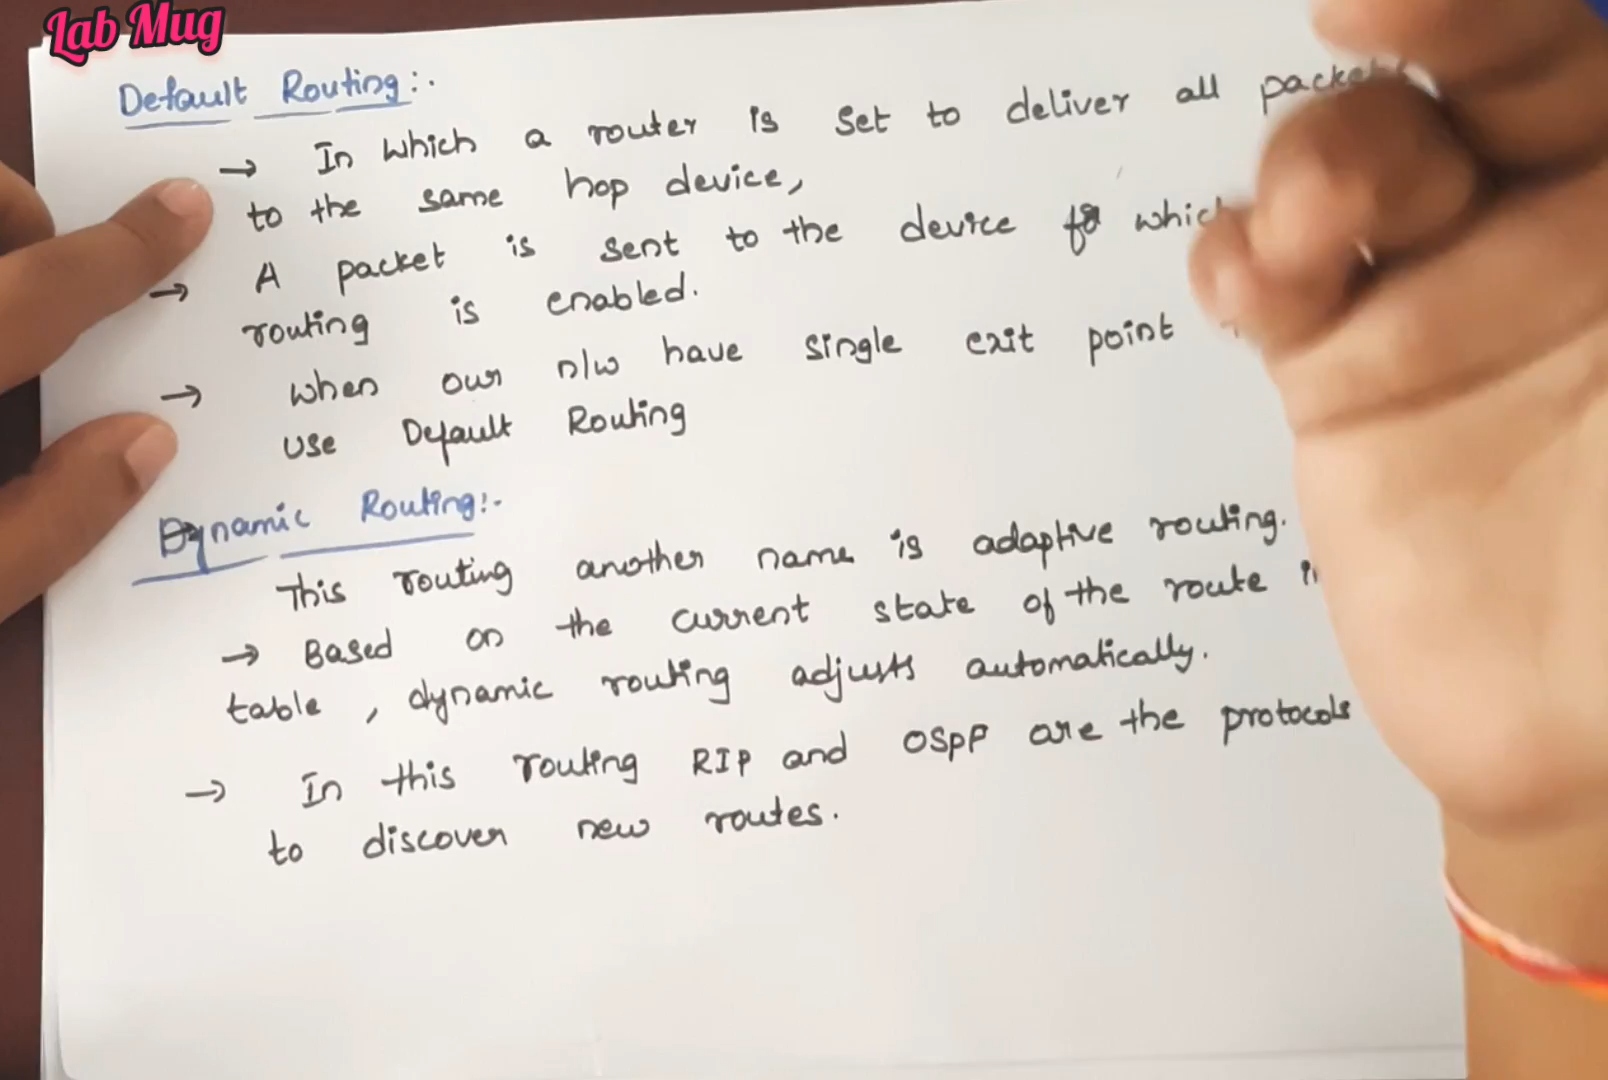 Lab Mug
Default Routing:.
→ In which a router is set to deliver all
to the same hop device,
→ A packet is sent to the device for
routing is enabled.
→ when our n/w have single exit point
use Default Routing
Dynamic Routing:.
This routing another name is adaptive routing.
→ Based on the current state of the route
table, dynamic routing adjusts automatically.
→ In this routing RIP and OSPF are the protocols
to discover new routes.